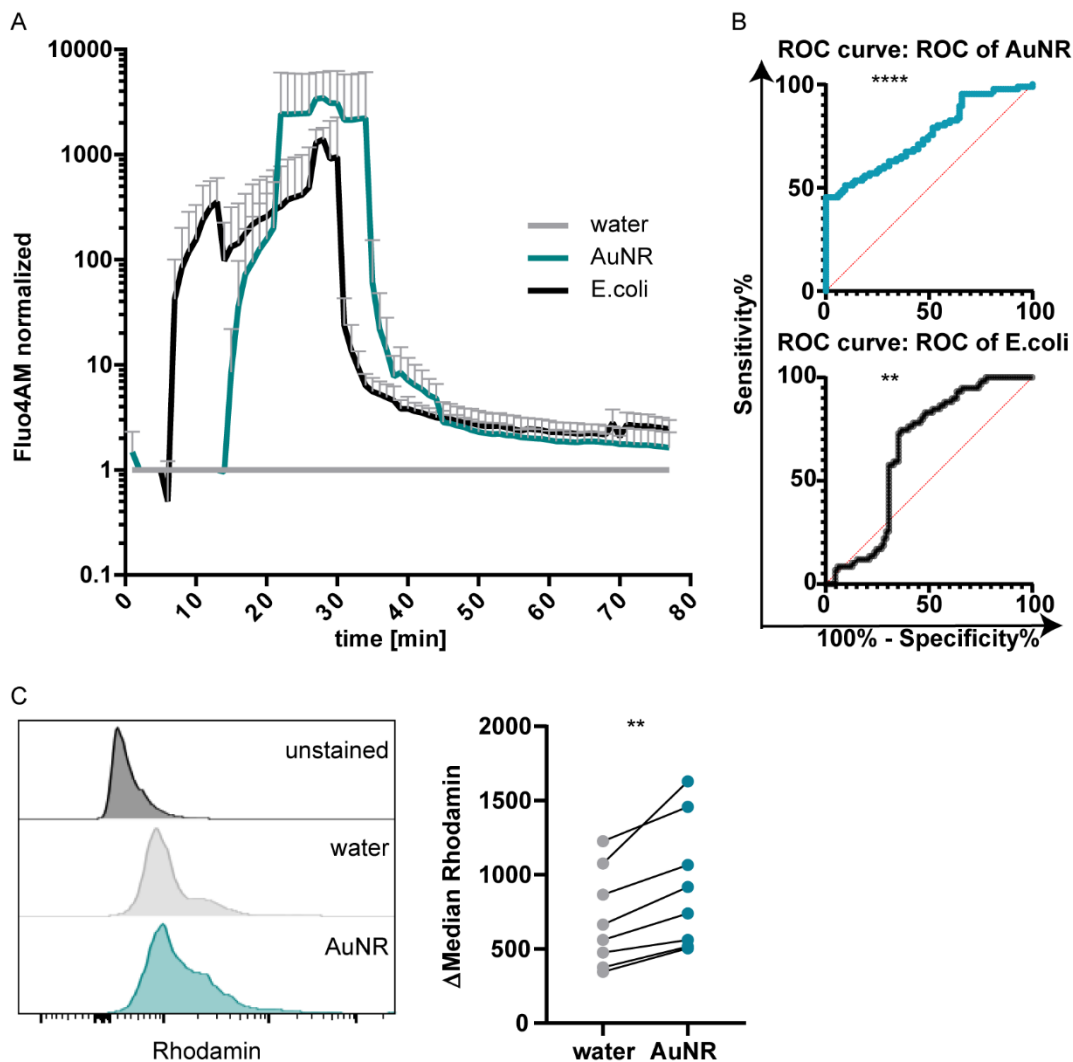 A
Fluo4AM normalized
10000
1000
100
10
1
0.1
0
10
20
30
40
50
60
70
80
time [min]
water
AuNR
E.coli
B
ROC curve: ROC of AuNR
****
100
50
0
0
50
100
ROC curve: ROC of E.coli
**
100
50
0
0
50
100
Sensitivity%
100% - Specificity%
C
unstained
water
AuNR
Rhodamin
**
ΔMedian Rhodamin
2000
1500
1000
500
0
water AuNR